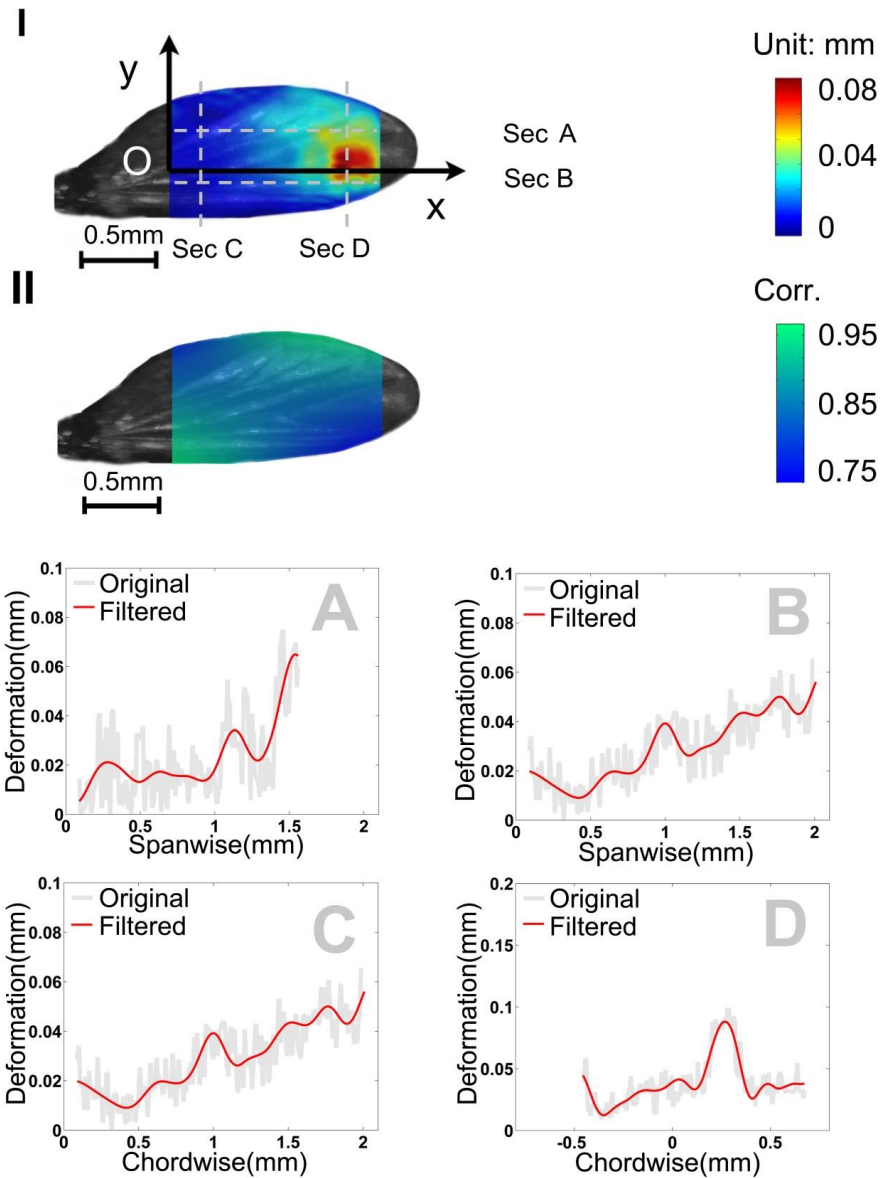 I
Unit: mm
y
0.08
O
Sec A
0.04
Sec B
x
0
0.5mm
Sec C
Sec D
II
Corr.
0.95
0.85
0.75
0.5mm
0.1
Original
Filtered
A
0.08
0.06
0.04
0.02
0
Deformation(mm)
0 0.5 1 1.5 2
Spanwise(mm)
0.1
Original
Filtered
B
0.08
0.06
0.04
0.02
0
Deformation(mm)
0 0.5 1 1.5 2
Spanwise(mm)
0.1
Original
Filtered
C
0.08
0.06
0.04
0.02
0
Deformation(mm)
0 0.5 1 1.5 2
Chordwise(mm)
0.2
Original
Filtered
D
0.15
0.1
0.05
0
Deformation(mm)
-0.5 0 0.5
Chordwise(mm)